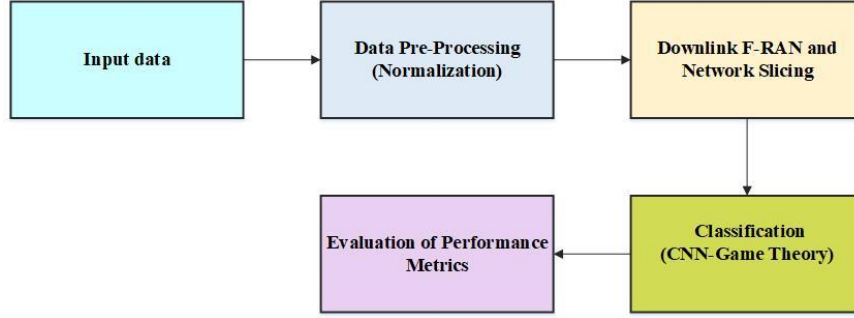 Input data
Data Pre-Processing
(Normalization)
Downlink F-RAN and
Network Slicing
Classification
(CNN-Game Theory)
Evaluation of Performance
Metrics